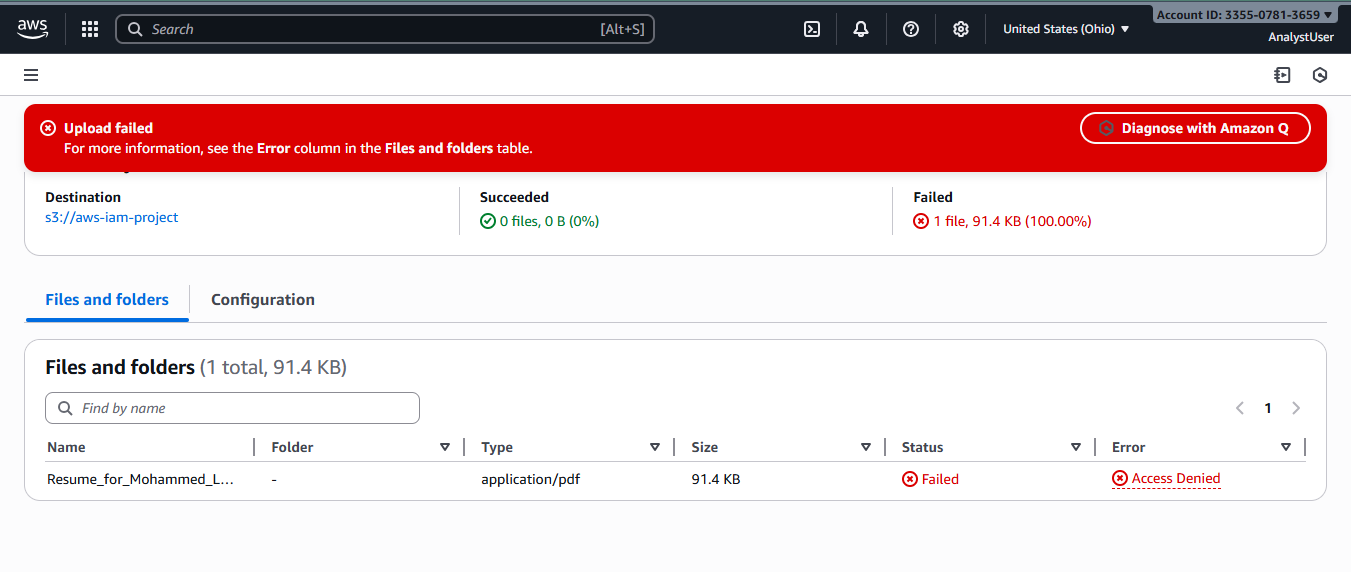 aws
Search [Alt+S]
United States (Ohio)
Account ID: 3355-0781-3659
AnalystUser
Upload failed
For more information, see the Error column in the Files and folders table.
Diagnose with Amazon Q
Destination
s3://aws-iam-project
Succeeded
0 files, 0 B (0%)
Failed
1 file, 91.4 KB (100.00%)
Files and folders Configuration
Files and folders (1 total, 91.4 KB)
Find by name
1
Name Folder Type Size Status Error
Resume_for_Mohammed_L... - application/pdf 91.4 KB Failed Access Denied